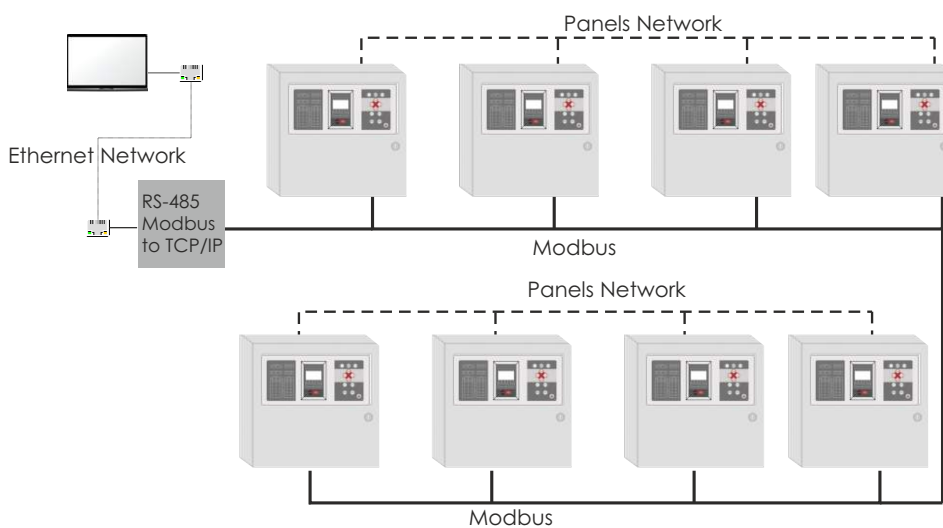 Panels Network
Ethernet Network
RS-485
Modbus
to TCP/IP
Modbus
Panels Network
Modbus